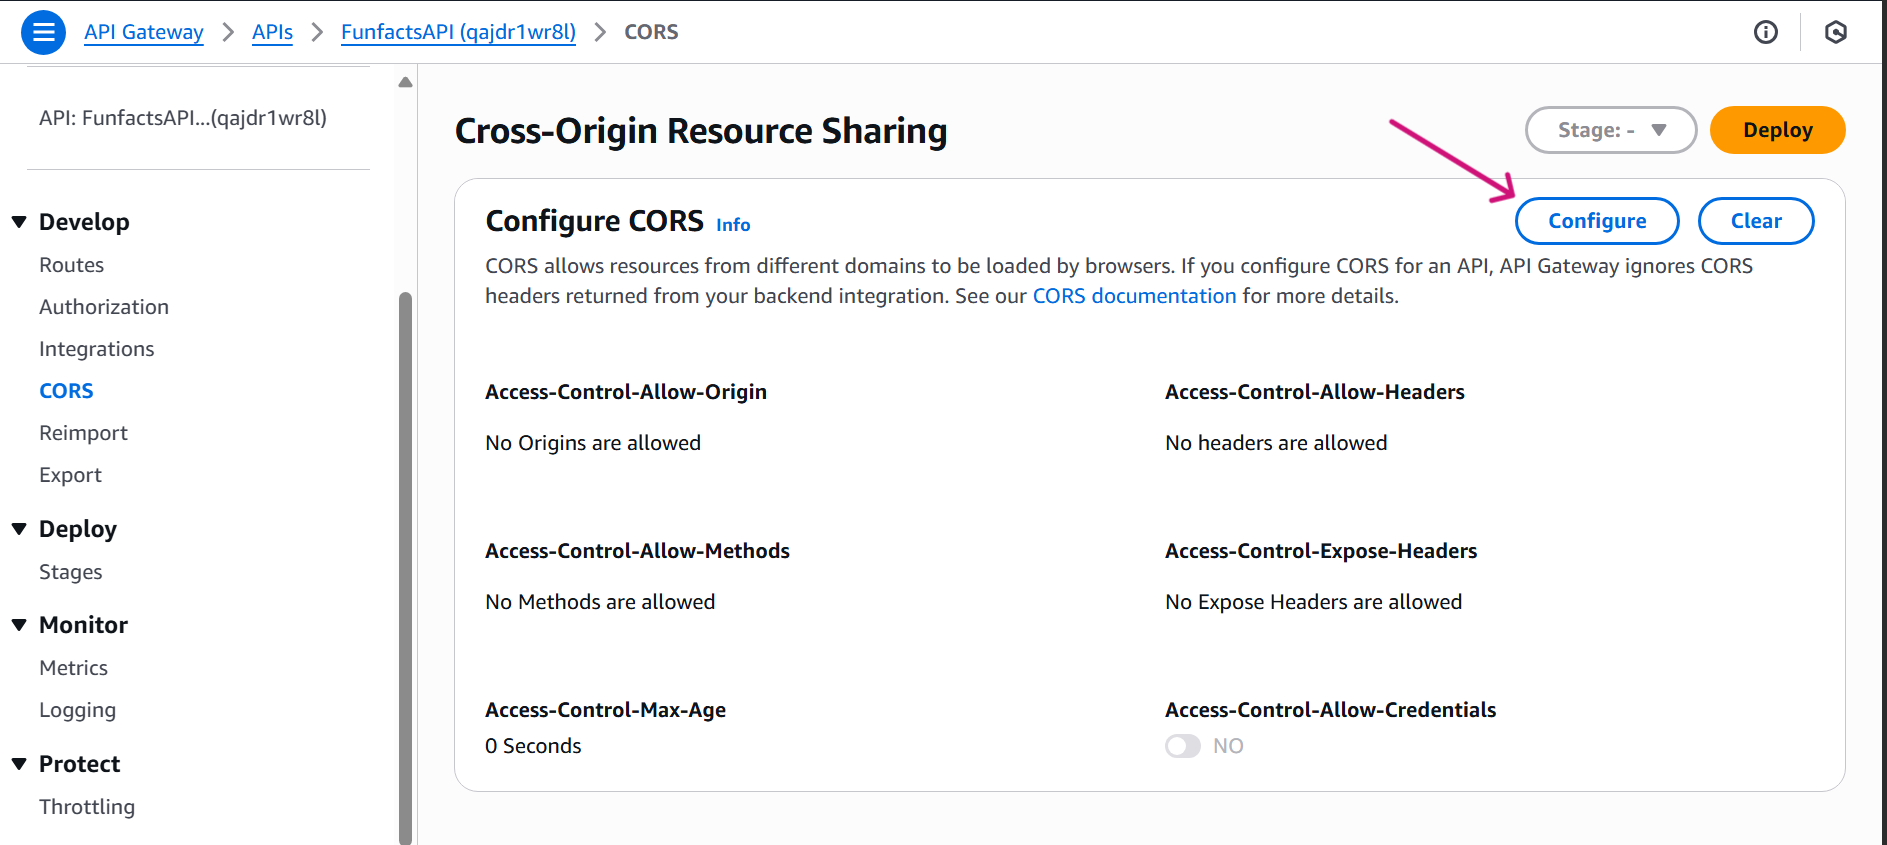 API Gateway > APIs > FunfactsAPI (qajdr1wr8l) > CORS
API: FunfactsAPI...(qajdr1wr8l)
Develop
Routes
Authorization
Integrations
CORS
Reimport
Export
Deploy
Stages
Monitor
Metrics
Logging
Protect
Throttling
Cross-Origin Resource Sharing
Stage: -
Deploy
Configure CORS Info
Configure
Clear
CORS allows resources from different domains to be loaded by browsers. If you configure CORS for an API, API Gateway ignores CORS
headers returned from your backend integration. See our CORS documentation for more details.
Access-Control-Allow-Origin
No Origins are allowed
Access-Control-Allow-Headers
No headers are allowed
Access-Control-Allow-Methods
No Methods are allowed
Access-Control-Expose-Headers
No Expose Headers are allowed
Access-Control-Max-Age
0 Seconds
Access-Control-Allow-Credentials
NO